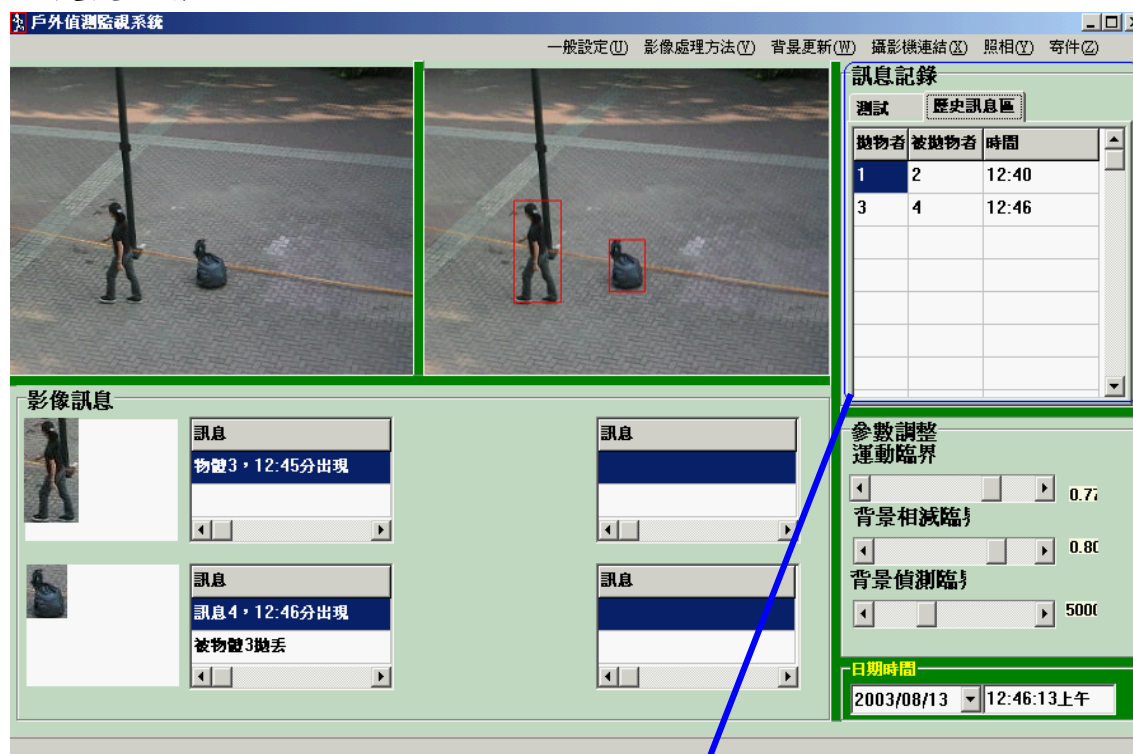 戶外偵測監視系統
一般設定(U) 影像處理方法(V) 背景更新(W) 攝影機連結(X) 照相(Y) 寄件(Z)
訊息記錄
測試 歷史訊息區
拋物者 被拋物者 時間
1 2 12:40
3 4 12:46
影像訊息
訊息
物體3，12:45分出現
訊息
訊息
訊息4，12:46分出現
被物體3拋丟
訊息
參數調整
運動臨界
0.77
背景相減臨界
0.80
背景偵測臨界
5000
日期時間
2003/08/13 12:46:13上午